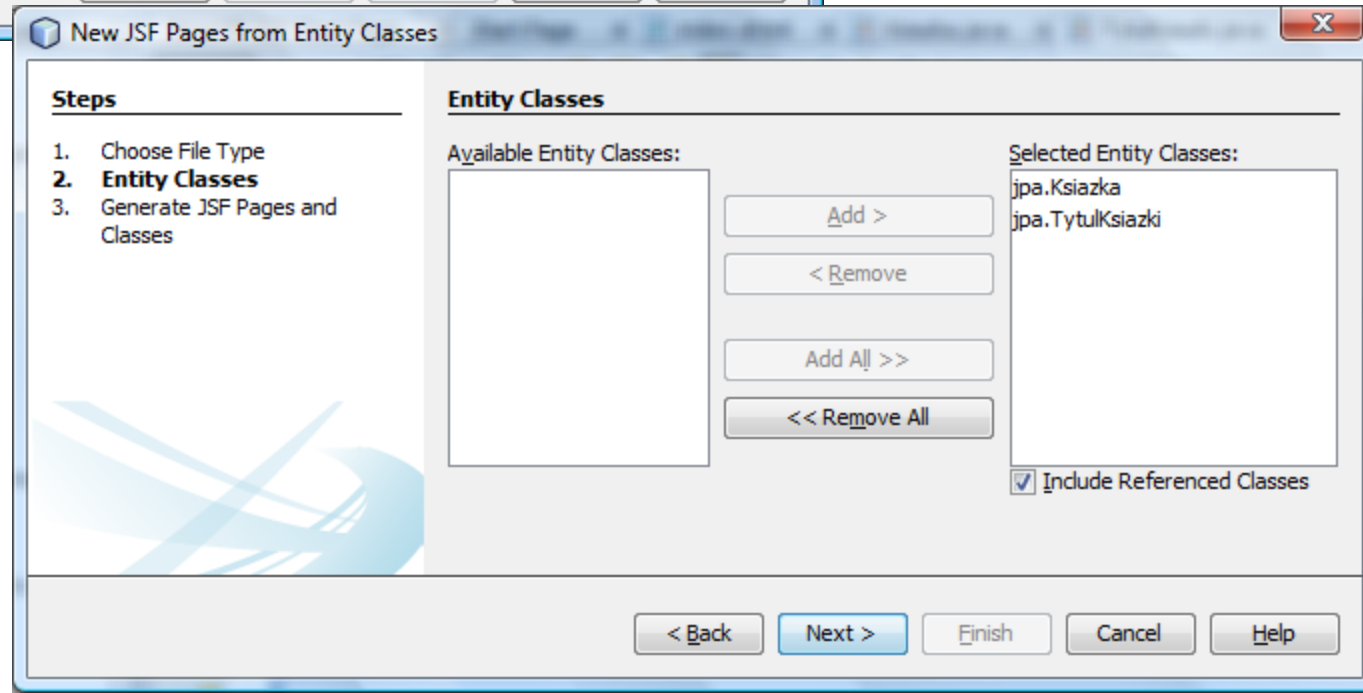 New JSF Pages from Entity Classes
Steps
1. Choose File Type
2. Entity Classes
3. Generate JSF Pages and
Classes
Entity Classes
Available Entity Classes:
Add >
< Remove
Add All >>
<< Remove All
Selected Entity Classes:
jpa.Ksiazka
jpa.TytulKsiazki
Include Referenced Classes
< Back
Next >
Finish
Cancel
Help